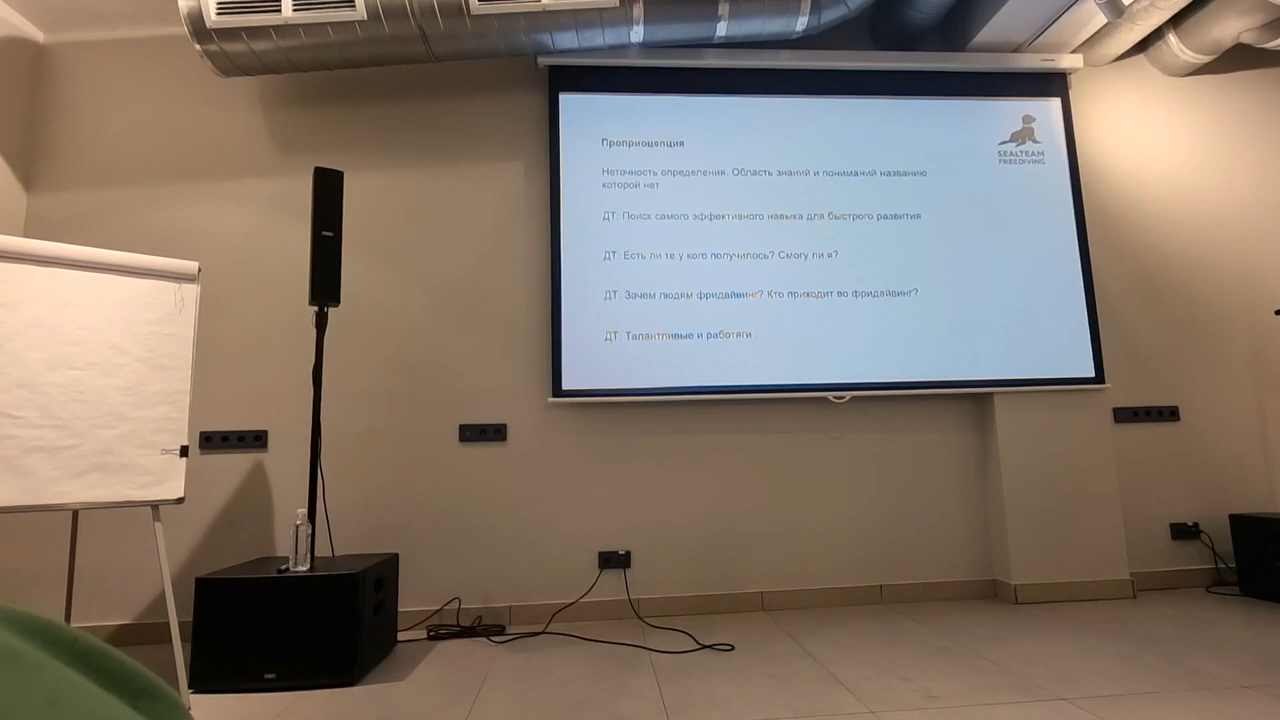 Проприоцепция
SEALTEAM
FREEDIVING
Неточность определения. Область знаний и пониманий названию
которой нет
ДТ: Поиск самого эффективного навыка для быстрого развития
ДТ: Есть ли те у кого получилось? Смогу ли я?
ДТ: Зачем людям фридайвинг? Кто приходит во фридайвинг?
ДТ: Талантливые и работяги